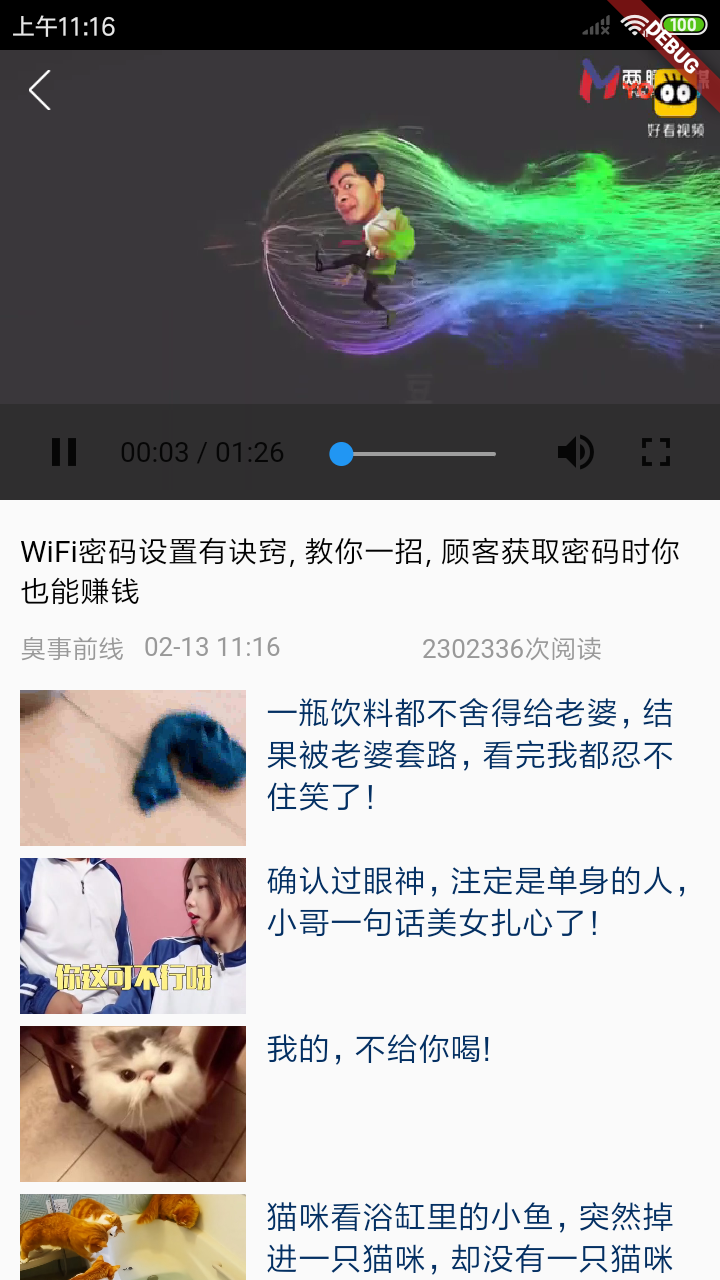 上午11:16
100
DEBUG
好看视频
豆
00:03 / 01:26
WiFi密码设置有诀窍, 教你一招, 顾客获取密码时你
也能赚钱
臭事前线 02-13 11:16 2302336次阅读
一瓶饮料都不舍得给老婆，结
果被老婆套路，看完我都忍不
住笑了！
确认过眼神，注定是单身的人，
小哥一句话美女扎心了！
你这可不行呀
我的，不给你喝!
猫咪看浴缸里的小鱼，突然掉
进一只猫咪，却没有一只猫咪